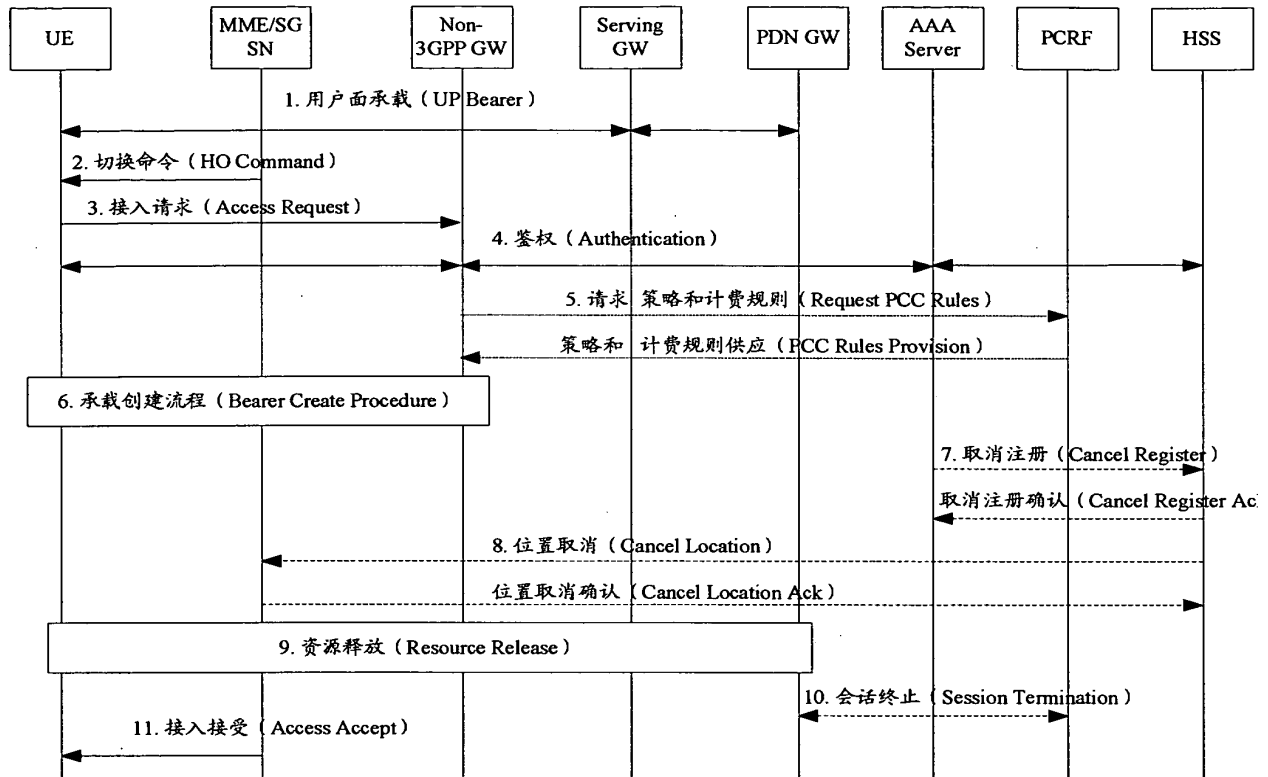 UE
MME/SG
SN
Non-
3GPP GW
Serving
GW
PDN GW
AAA
Server
PCRF
HSS
1. 用户面承载（UP Bearer）
2. 切换命令（HO Command）
3. 接入请求（Access Request）
4. 鉴权（Authentication）
5. 请求 策略和计费规则（Request PCC Rules）
策略和 计费规则供应（PCC Rules Provision）
6. 承载创建流程（Bearer Create Procedure）
7. 取消注册（Cancel Register）
取消注册确认（Cancel Register Ac
8. 位置取消（Cancel Location）
位置取消确认（Cancel Location Ack）
9. 资源释放（Resource Release）
10. 会话终止（Session Termination）
11. 接入接受（Access Accept）